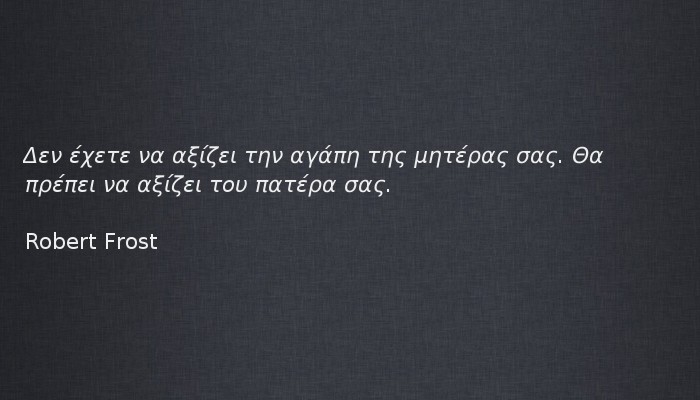 Δεν έχετε να αξίζει την αγάπη της μητέρας σας. Θα
πρέπει να αξίζει του πατέρα σας.
Robert Frost